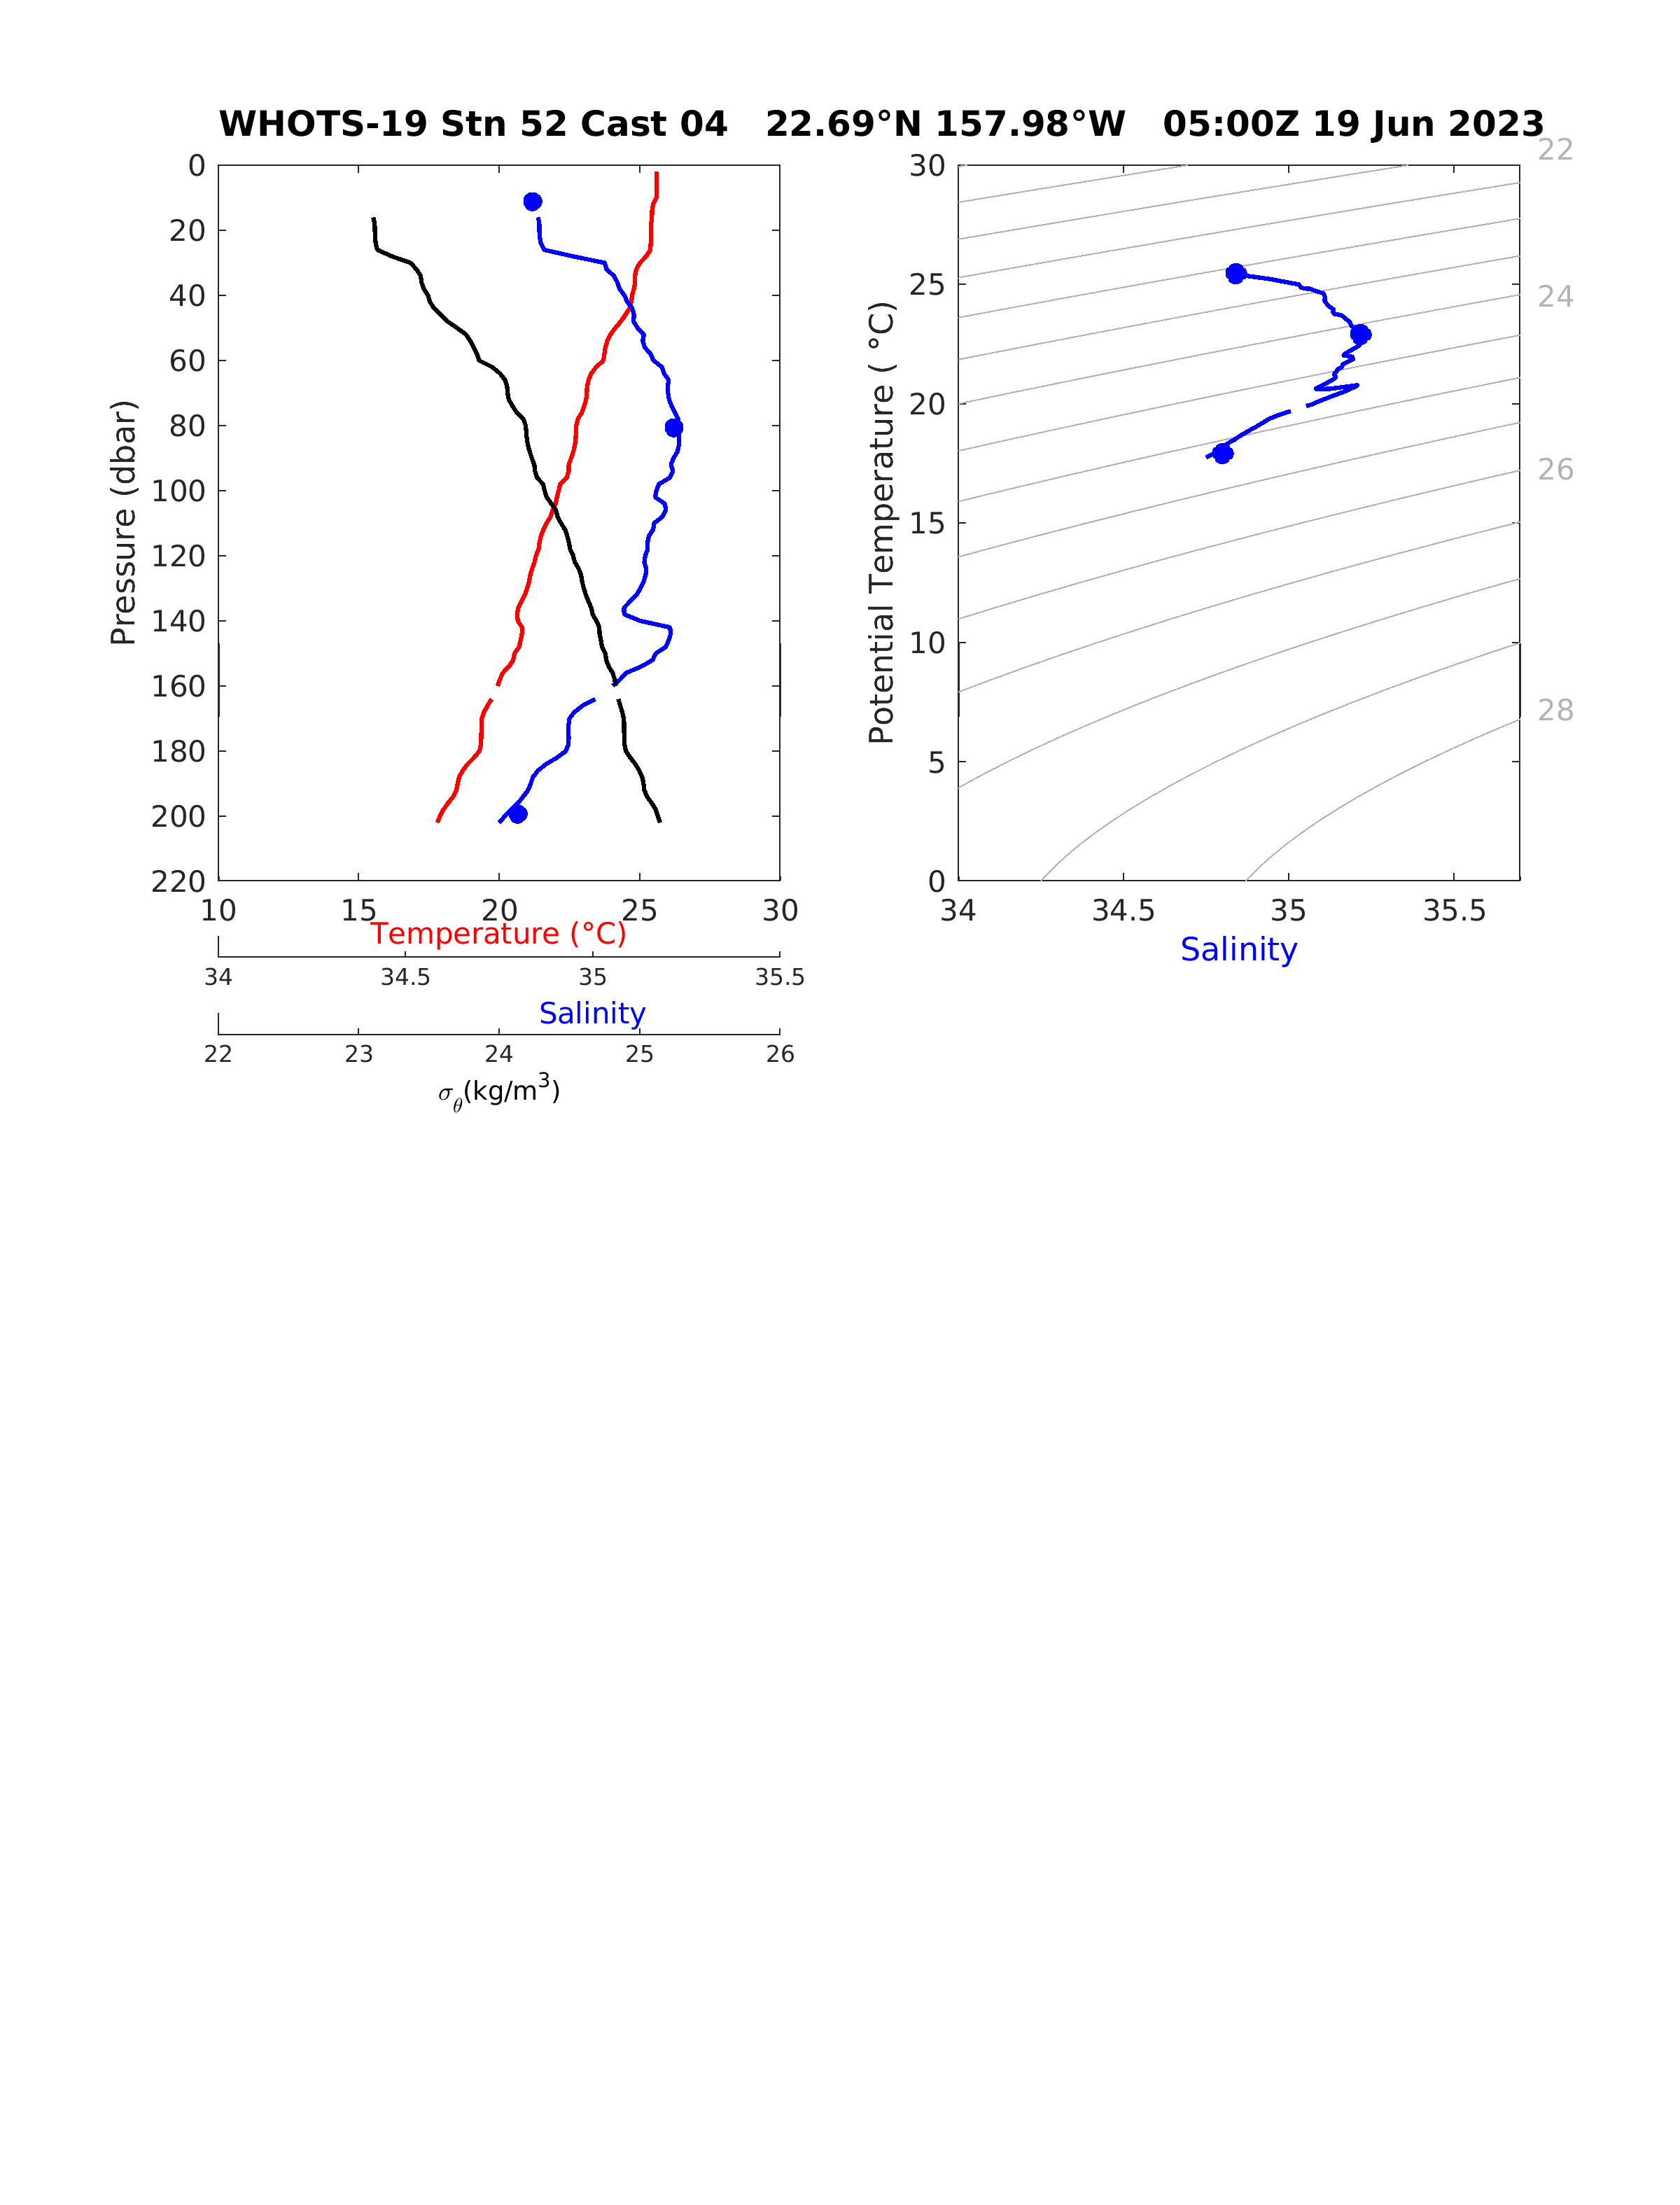 WHOTS-19 Stn 52 Cast 04   22.69°N 157.98°W   05:00Z 19 Jun 2023
Pressure (dbar)
0
20
40
60
80
100
120
140
160
180
200
220
10 15 20 25 30
Temperature (°C)
34 34.5 35 35.5
Salinity
22 23 24 25 26
σθ(kg/m3)
Potential Temperature ( °C)
30
25
20
15
10
5
0
34 34.5 35 35.5
Salinity
22
24
26
28